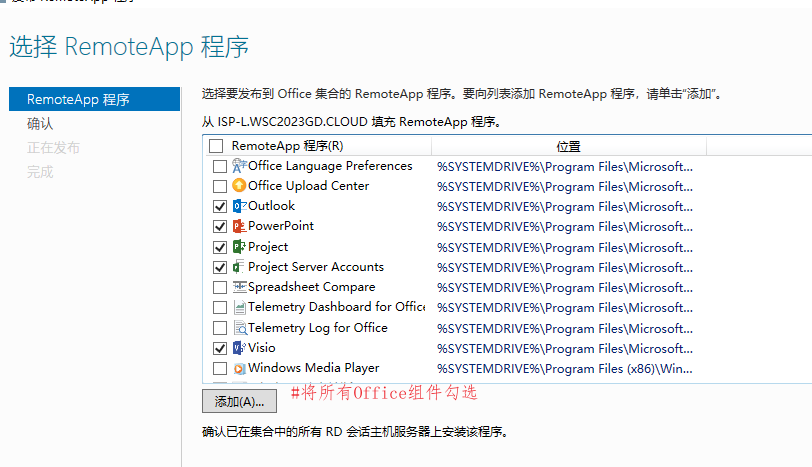 选择 RemoteApp 程序
RemoteApp 程序
确认
正在发布
完成
选择要发布到 Office 集合的 RemoteApp 程序。要向列表添加 RemoteApp 程序，请单击“添加”。
从 ISP-L.WSC2023GD.CLOUD 填充 RemoteApp 程序。
RemoteApp 程序(R) 位置
Office Language Preferences %SYSTEMDRIVE%\Program Files\Microsoft...
Office Upload Center %SYSTEMDRIVE%\Program Files\Microsoft...
Outlook %SYSTEMDRIVE%\Program Files\Microsoft...
PowerPoint %SYSTEMDRIVE%\Program Files\Microsoft...
Project %SYSTEMDRIVE%\Program Files\Microsoft...
Project Server Accounts %SYSTEMDRIVE%\Program Files\Microsoft...
Spreadsheet Compare %SYSTEMDRIVE%\Program Files\Microsoft...
Telemetry Dashboard for Office %SYSTEMDRIVE%\Program Files\Microsoft...
Telemetry Log for Office %SYSTEMDRIVE%\Program Files\Microsoft...
Visio %SYSTEMDRIVE%\Program Files\Microsoft...
Windows Media Player %SYSTEMDRIVE%\Program Files (x86)\Win...
添加(A)... #将所有Office组件勾选
确认已在集合中的所有 RD 会话主机服务器上安装该程序。